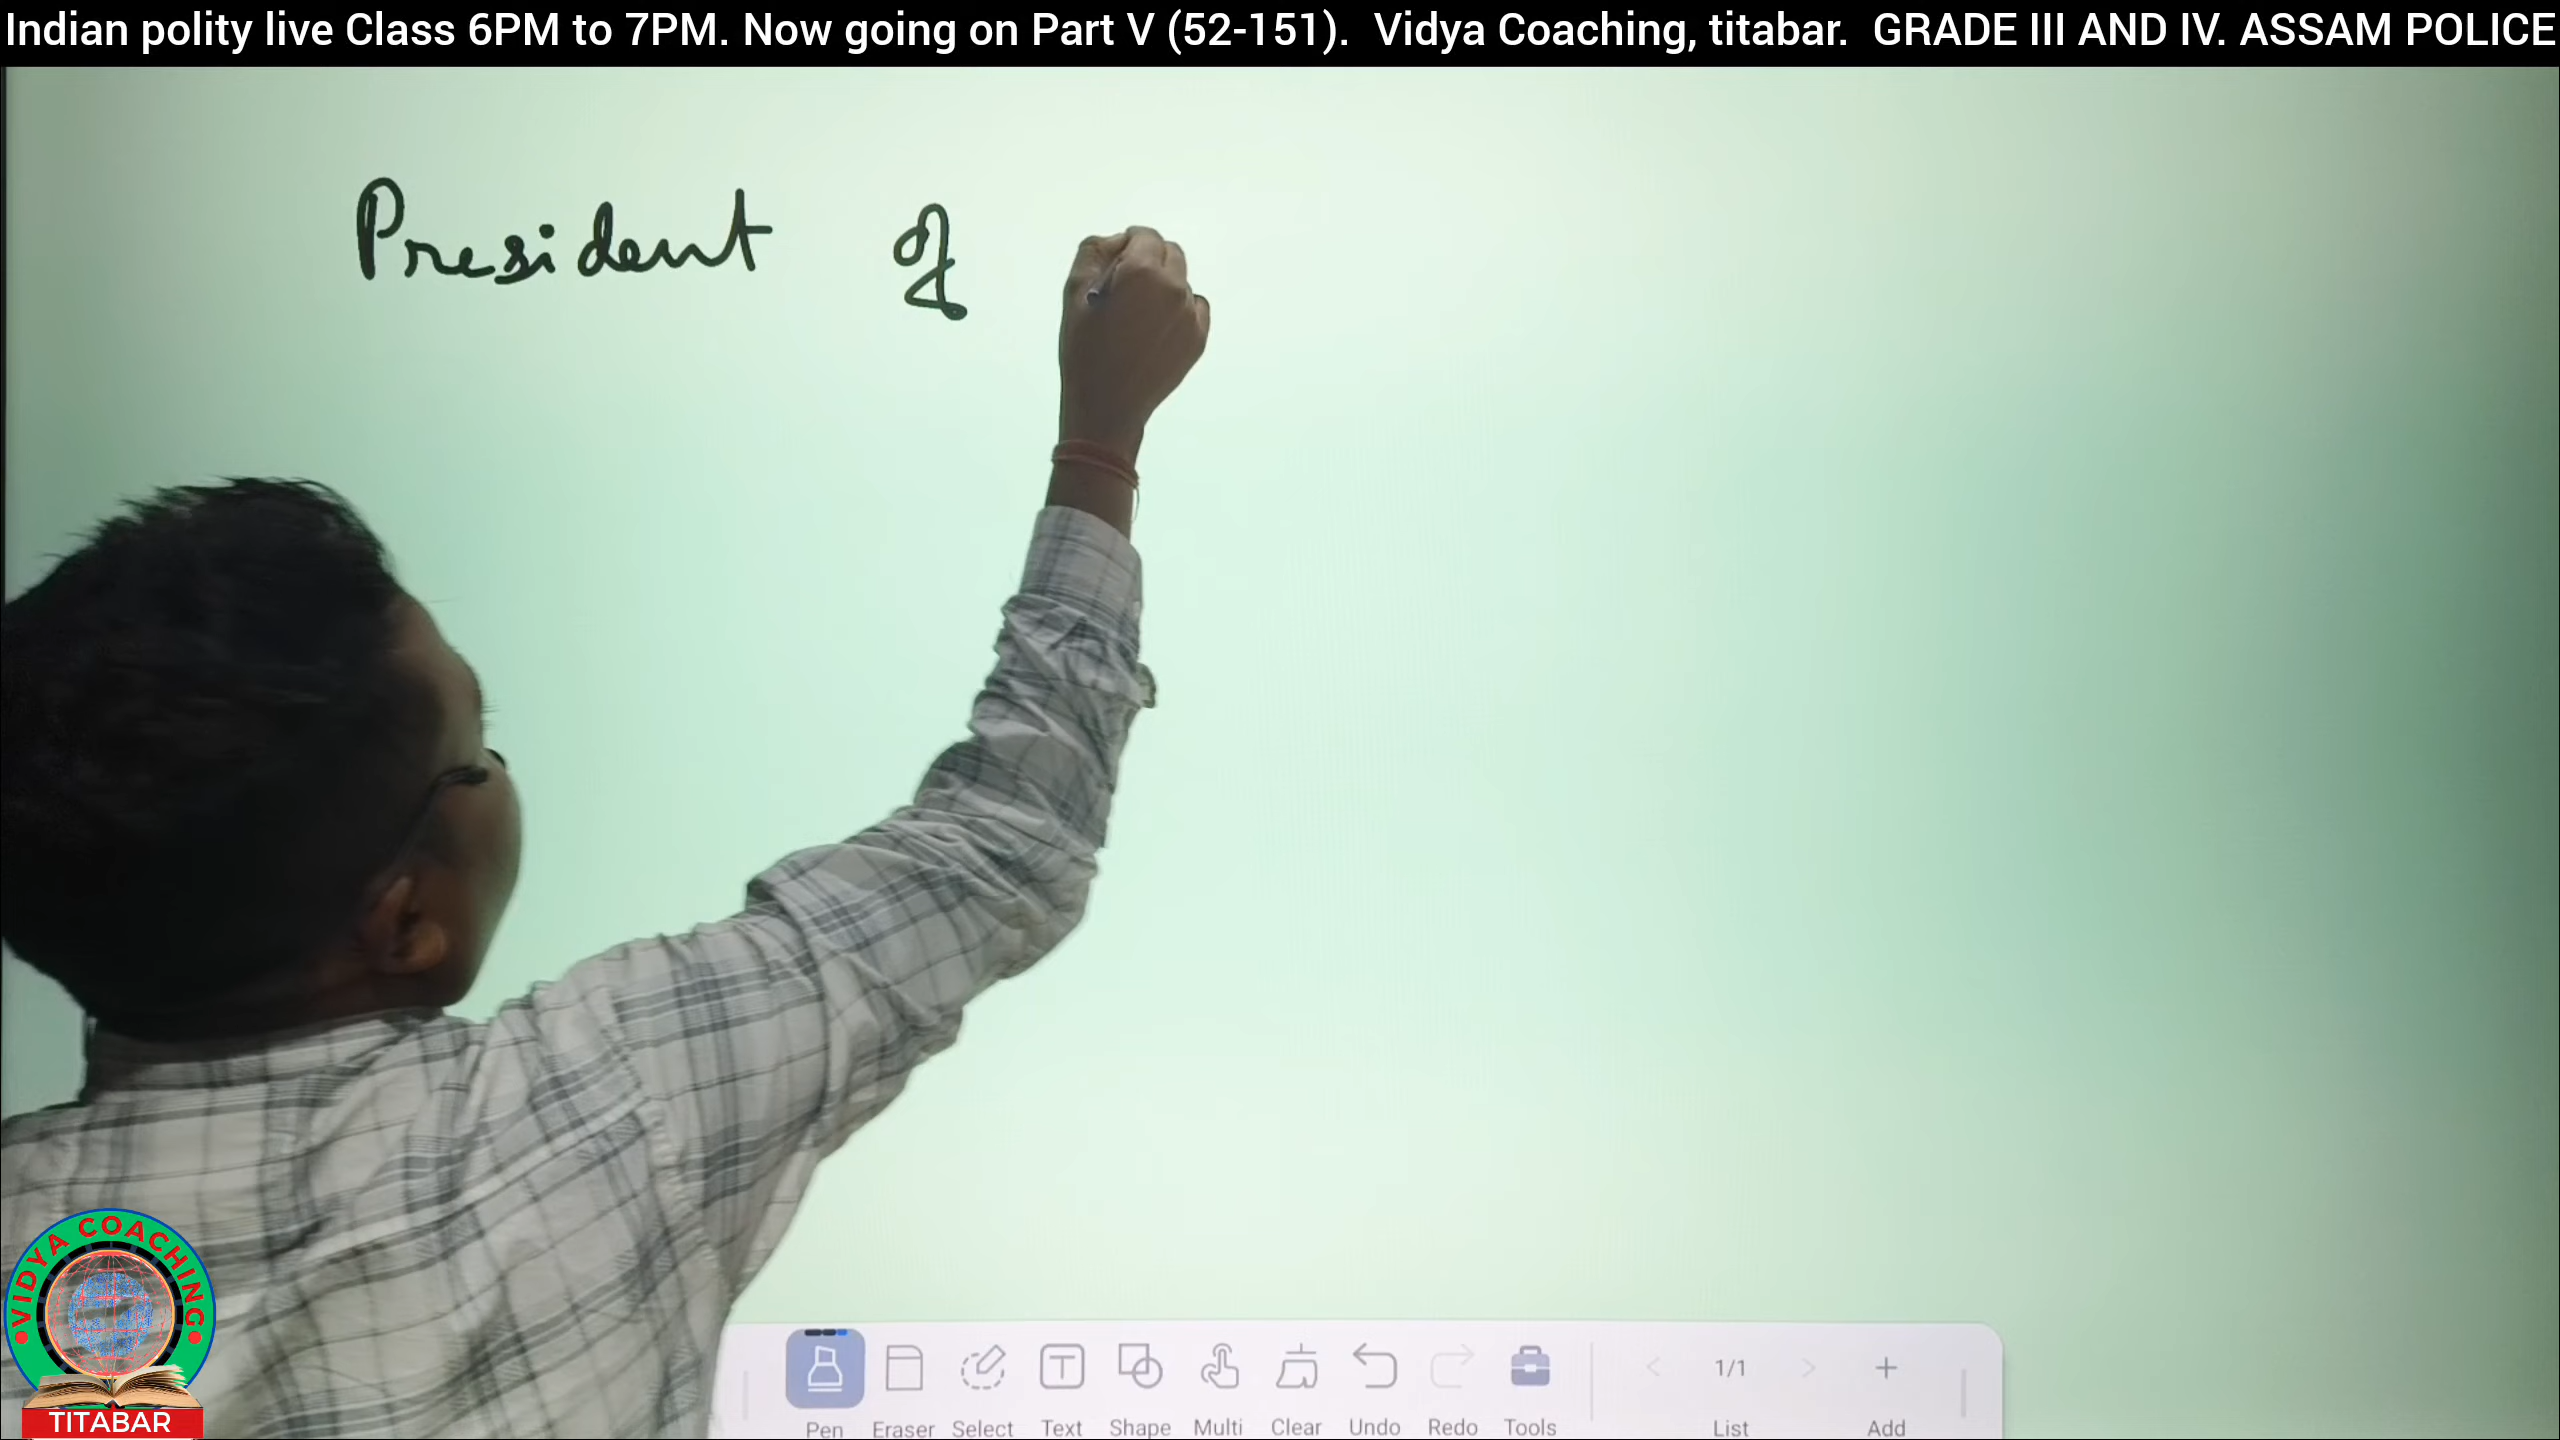 Indian polity live Class 6PM to 7PM. Now going on Part V (52-151). Vidya Coaching, titabar. GRADE III AND IV. ASSAM POLICE
President of
VIDYA COACHING
TITABAR
Pen Eraser Select Text Shape Multi Clear Undo Redo Tools < 1/1 > List + Add